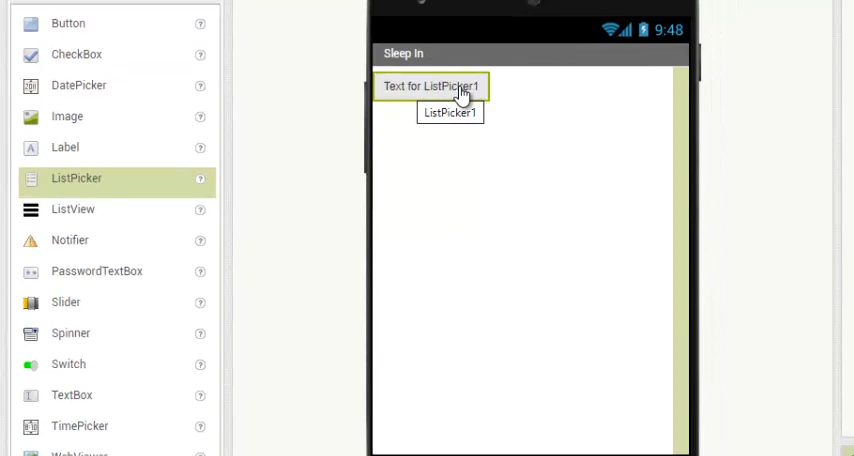 Button ?
CheckBox ?
DatePicker ?
Image ?
Label ?
ListPicker ?
ListView ?
Notifier ?
PasswordTextBox ?
Slider ?
Spinner ?
Switch ?
TextBox ?
TimePicker ?
9:48
Sleep In
Text for ListPicker1
ListPicker1